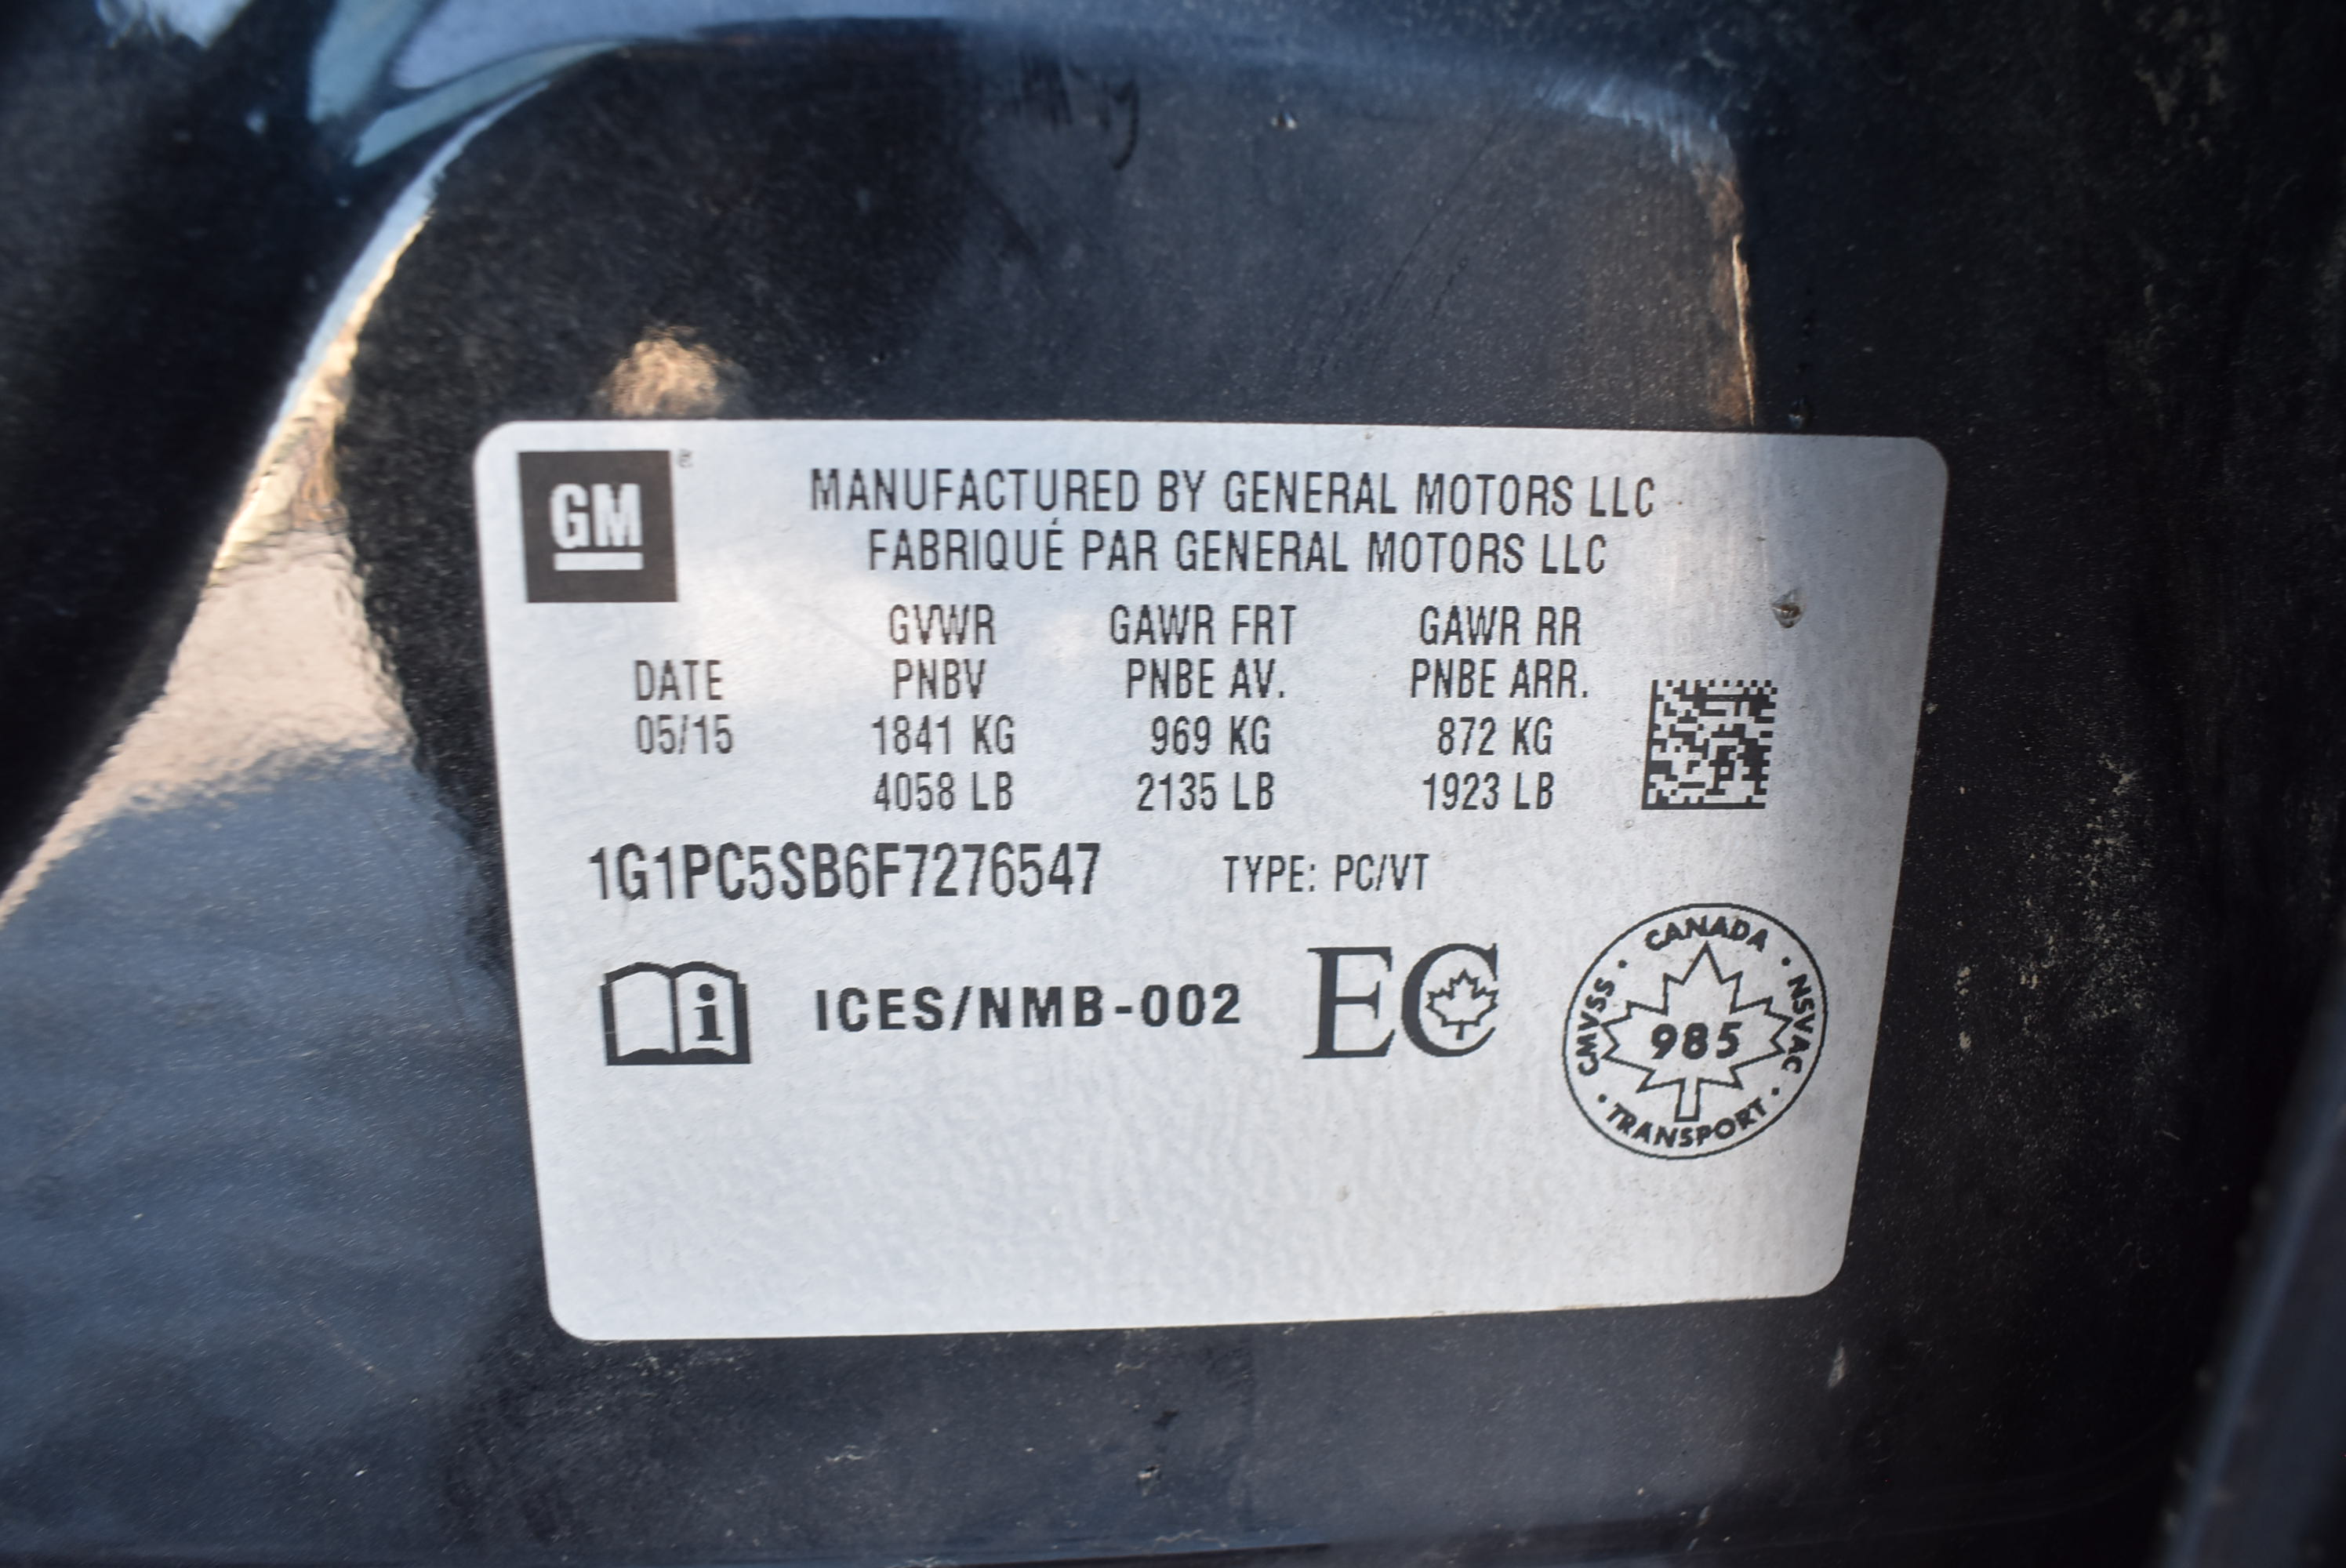 GM ®
MANUFACTURED BY GENERAL MOTORS LLC
FABRIQUÉ PAR GENERAL MOTORS LLC
GVWR GAWR FRT GAWR RR
DATE PNBV PNBE AV. PNBE ARR.
05/15 1841 KG 969 KG 872 KG
4058 LB 2135 LB 1923 LB
1G1PC5SB6F7276547 TYPE: PC/VT
i ICES/NMB-002 EC
CANADA • NSVAC • TRANSPORT • CMVSS •
985